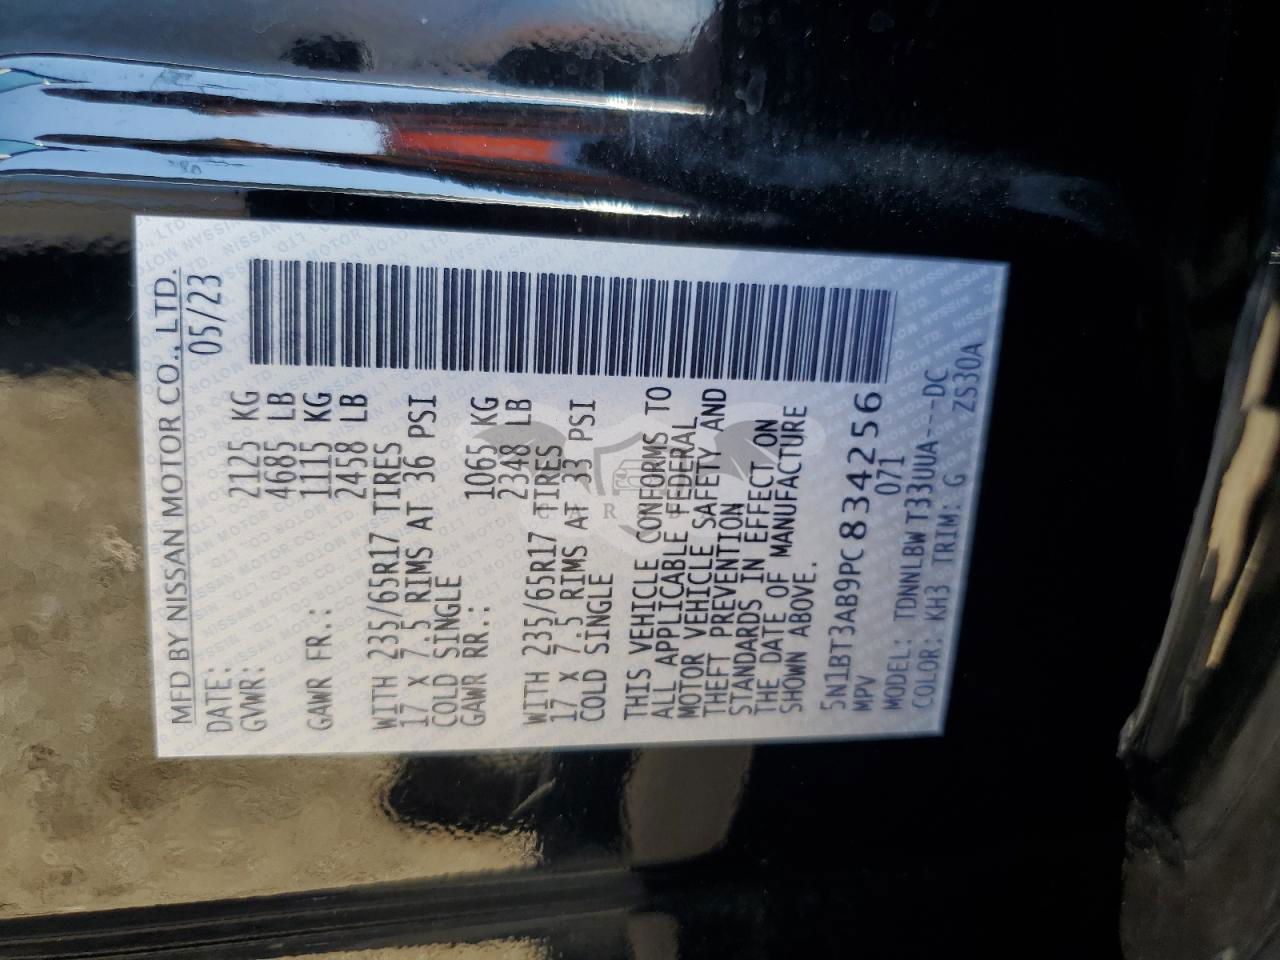 MFD BY NISSAN MOTOR CO., LTD.
DATE: 05/23
GVWR: 2125 KG
4685 LB
GAWR FR.: 1115 KG
2458 LB
WITH 235/65R17 TIRES
17 X 7.5 RIMS AT 36 PSI
COLD SINGLE
GAWR RR.: 1065 KG
2348 LB
WITH 235/65R17 TIRES
17 X 7.5 RIMS AT 33 PSI
COLD SINGLE
THIS VEHICLE CONFORMS TO
ALL APPLICABLE FEDERAL
MOTOR VEHICLE SAFETY AND
THEFT PREVENTION
STANDARDS IN EFFECT ON
THE DATE OF MANUFACTURE
SHOWN ABOVE.
5N1BT3AB9PC834256
MPV 071
MODEL: TDNNLBWT33UUA---DC
COLOR: KH3 TRIM: G ZS30A